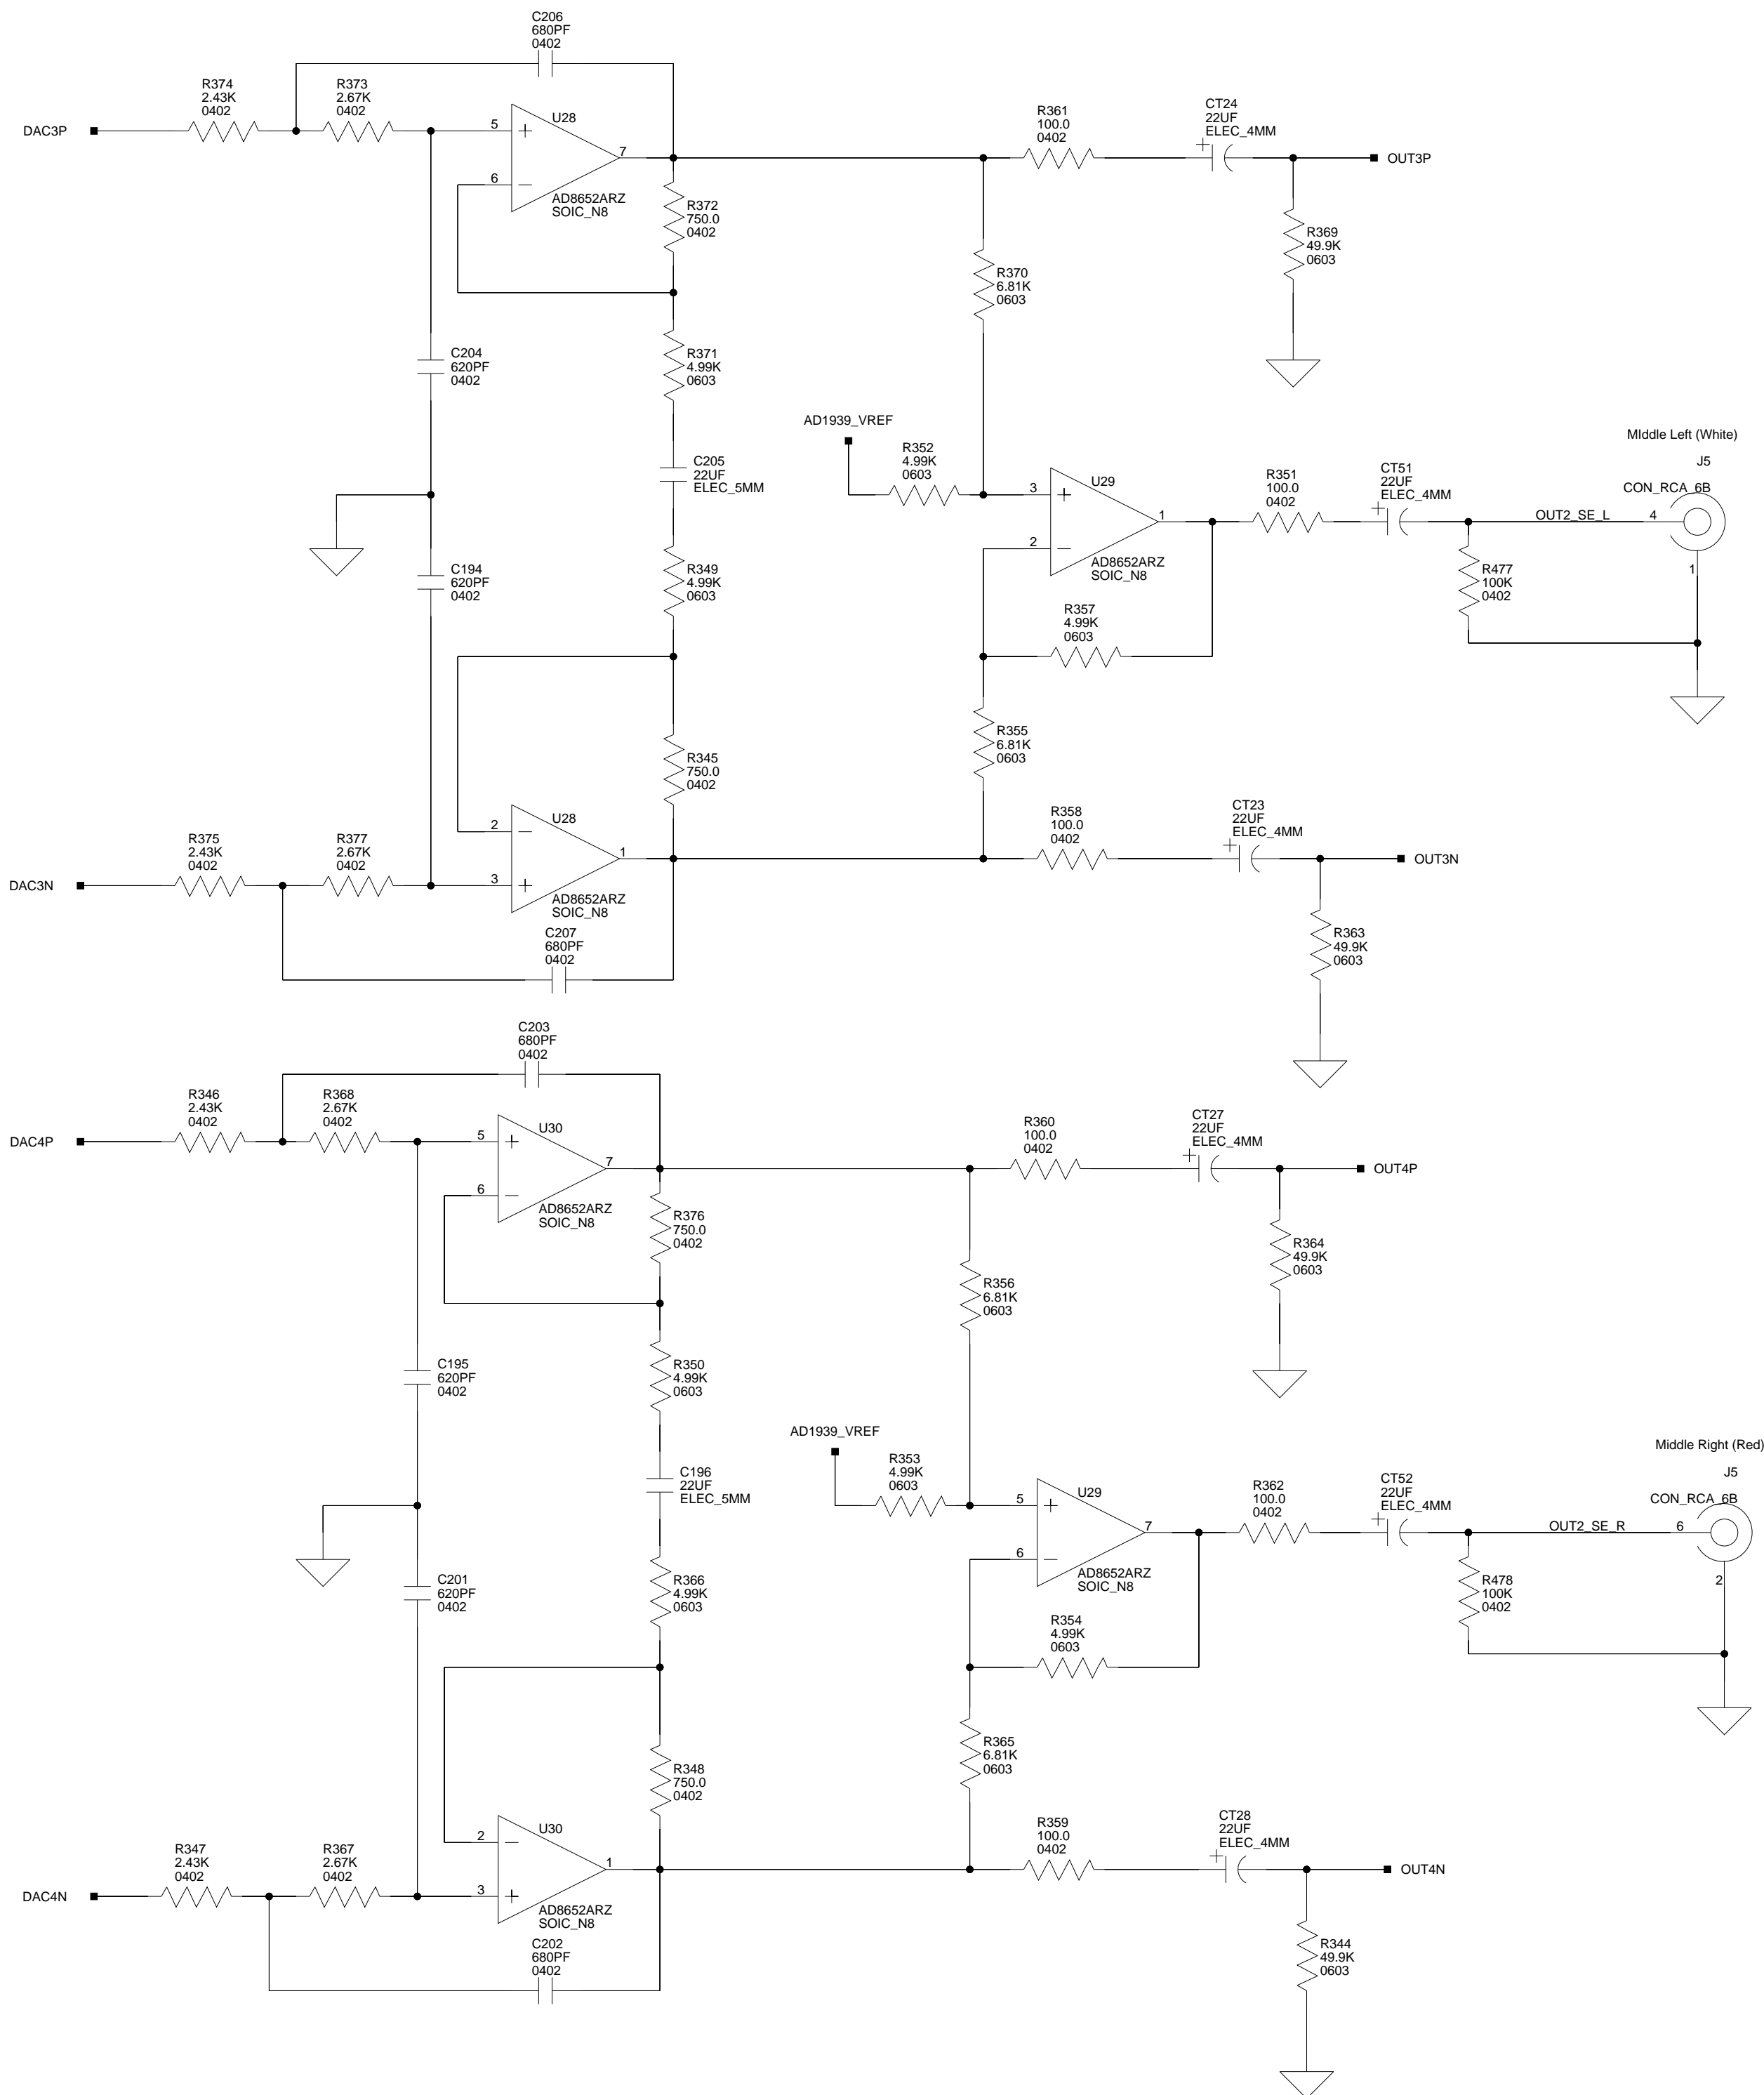 C206
680PF
0402
R374
2.43K
0402
R373
2.67K
0402
DAC3P
5
6
7
U28
AD8652ARZ
SOIC_N8
R372
750.0
0402
R361
100.0
0402
CT24
22UF
ELEC_4MM
+
OUT3P
R369
49.9K
0603
R370
6.81K
0603
R371
4.99K
0603
C204
620PF
0402
C205
22UF
ELEC_5MM
AD1939_VREF
R352
4.99K
0603
3
2
1
U29
AD8652ARZ
SOIC_N8
R351
100.0
0402
CT51
22UF
ELEC_4MM
+
OUT2_SE_L
4
MIddle Left (White)
J5
CON_RCA_6B
1
R477
100K
0402
C194
620PF
0402
R349
4.99K
0603
R357
4.99K
0603
R355
6.81K
0603
R345
750.0
0402
DAC3N
R375
2.43K
0402
R377
2.67K
0402
2
3
1
U28
AD8652ARZ
SOIC_N8
C207
680PF
0402
R358
100.0
0402
CT23
22UF
ELEC_4MM
+
OUT3N
R363
49.9K
0603
C203
680PF
0402
R346
2.43K
0402
R368
2.67K
0402
DAC4P
5
6
7
U30
AD8652ARZ
SOIC_N8
R376
750.0
0402
R360
100.0
0402
CT27
22UF
ELEC_4MM
+
OUT4P
R364
49.9K
0603
R356
6.81K
0603
R350
4.99K
0603
C195
620PF
0402
C196
22UF
ELEC_5MM
AD1939_VREF
R353
4.99K
0603
5
6
7
U29
AD8652ARZ
SOIC_N8
R362
100.0
0402
CT52
22UF
ELEC_4MM
+
OUT2_SE_R
6
Middle Right (Red)
J5
CON_RCA_6B
2
R478
100K
0402
C201
620PF
0402
R366
4.99K
0603
R354
4.99K
0603
R365
6.81K
0603
R348
750.0
0402
DAC4N
R347
2.43K
0402
R367
2.67K
0402
2
3
1
U30
AD8652ARZ
SOIC_N8
C202
680PF
0402
R359
100.0
0402
CT28
22UF
ELEC_4MM
+
OUT4N
R344
49.9K
0603